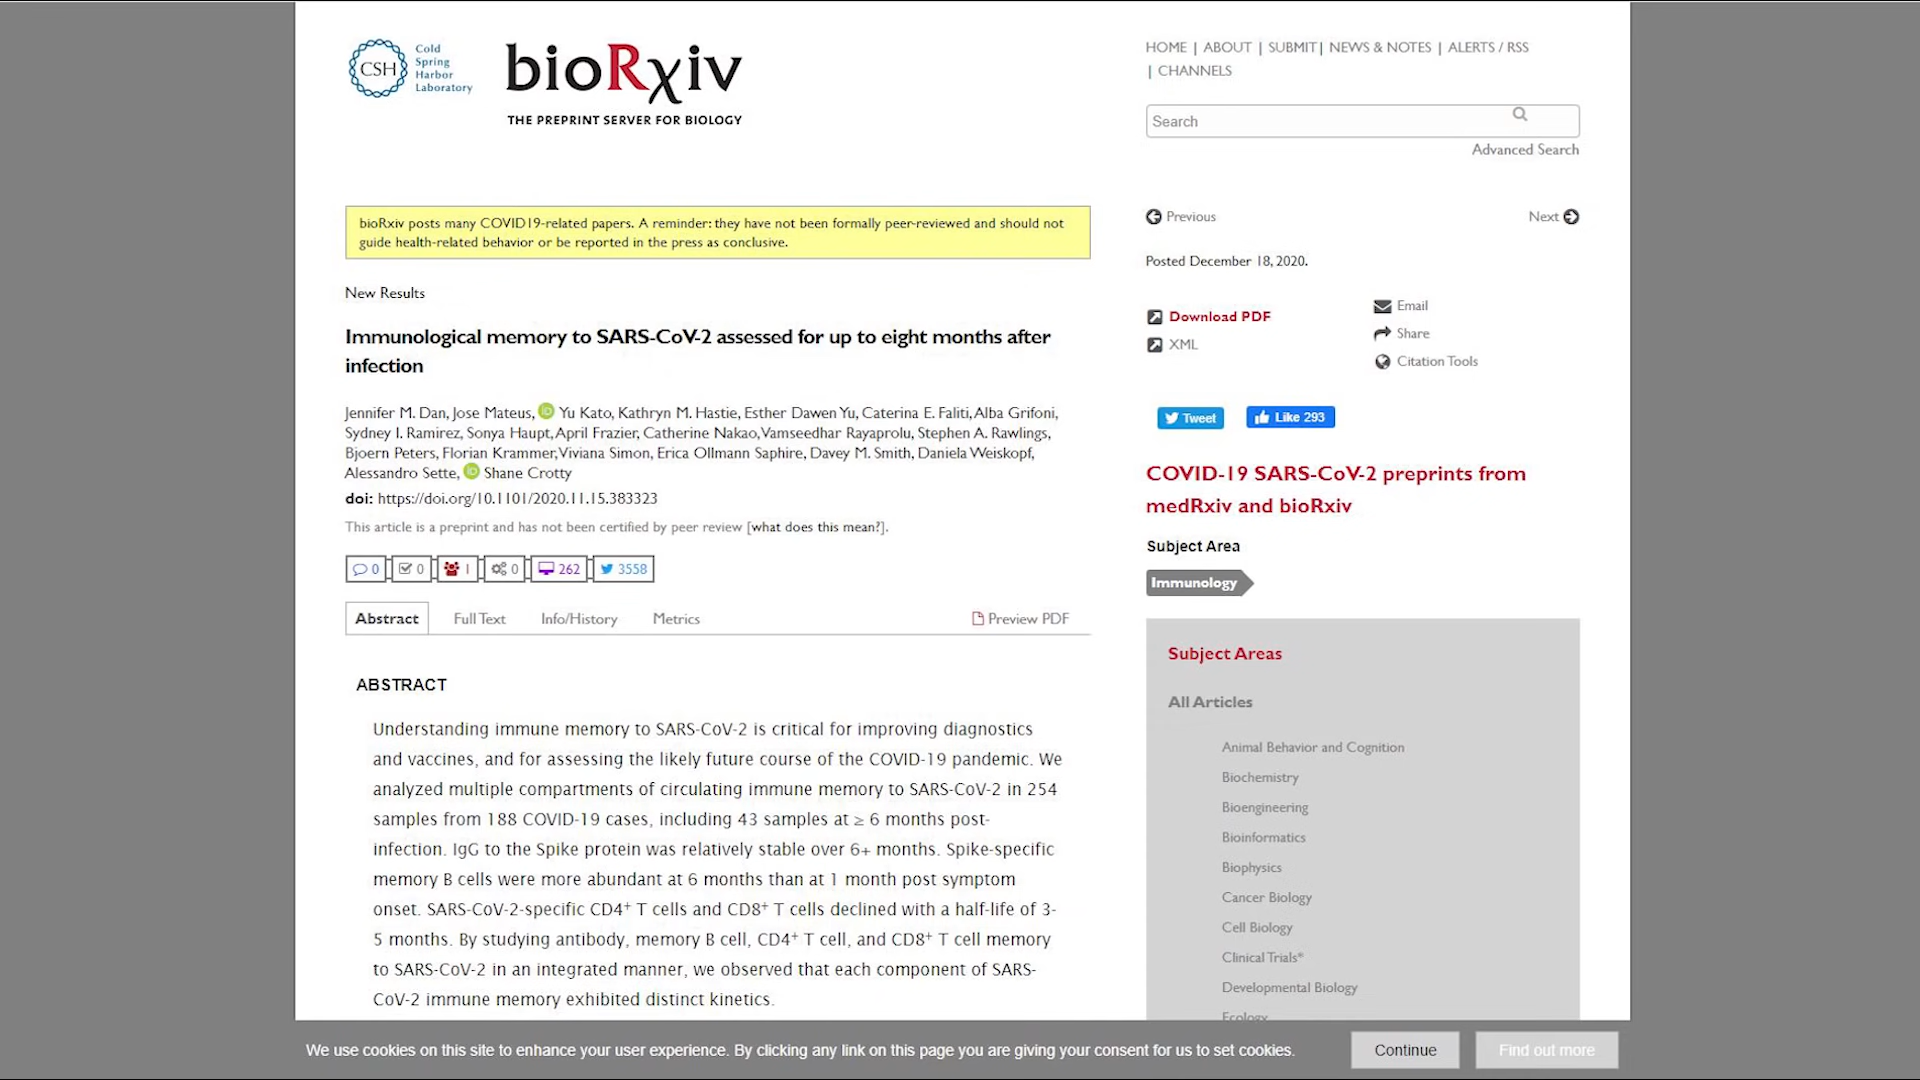 CSH
Cold
Spring
Harbor
Laboratory
bioRxiv
THE PREPRINT SERVER FOR BIOLOGY
HOME | ABOUT | SUBMIT| NEWS & NOTES | ALERTS / RSS
| CHANNELS
Search
Advanced Search
bioRxiv posts many COVID19-related papers. A reminder: they have not been formally peer-reviewed and should not
guide health-related behavior or be reported in the press as conclusive.
New Results
Immunological memory to SARS-CoV-2 assessed for up to eight months after
infection
Jennifer M. Dan, Jose Mateus, iD Yu Kato, Kathryn M. Hastie, Esther Dawen Yu, Caterina E. Faliti, Alba Grifoni,
Sydney I. Ramirez, Sonya Haupt, April Frazier, Catherine Nakao, Vamseedhar Rayaprolu, Stephen A. Rawlings,
Bjoern Peters, Florian Krammer, Viviana Simon, Erica Ollmann Saphire, Davey M. Smith, Daniela Weiskopf,
Alessandro Sette, iD Shane Crotty
doi: https://doi.org/10.1101/2020.11.15.383323
This article is a preprint and has not been certified by peer review [what does this mean?].
0 0 1 0 262 3558
Abstract Full Text Info/History Metrics Preview PDF
ABSTRACT
Understanding immune memory to SARS-CoV-2 is critical for improving diagnostics
and vaccines, and for assessing the likely future course of the COVID-19 pandemic. We
analyzed multiple compartments of circulating immune memory to SARS-CoV-2 in 254
samples from 188 COVID-19 cases, including 43 samples at ≥ 6 months post-
infection. IgG to the Spike protein was relatively stable over 6+ months. Spike-specific
memory B cells were more abundant at 6 months than at 1 month post symptom
onset. SARS-CoV-2-specific CD4⁺ T cells and CD8⁺ T cells declined with a half-life of 3-
5 months. By studying antibody, memory B cell, CD4⁺ T cell, and CD8⁺ T cell memory
to SARS-CoV-2 in an integrated manner, we observed that each component of SARS-
CoV-2 immune memory exhibited distinct kinetics.
Previous Next
Posted December 18, 2020.
Download PDF
XML
Email
Share
Citation Tools
Tweet Like 293
COVID-19 SARS-CoV-2 preprints from
medRxiv and bioRxiv
Subject Area
Immunology
Subject Areas
All Articles
Animal Behavior and Cognition
Biochemistry
Bioengineering
Bioinformatics
Biophysics
Cancer Biology
Cell Biology
Clinical Trials*
Developmental Biology
Ecology
We use cookies on this site to enhance your user experience. By clicking any link on this page you are giving your consent for us to set cookies.
Continue Find out more